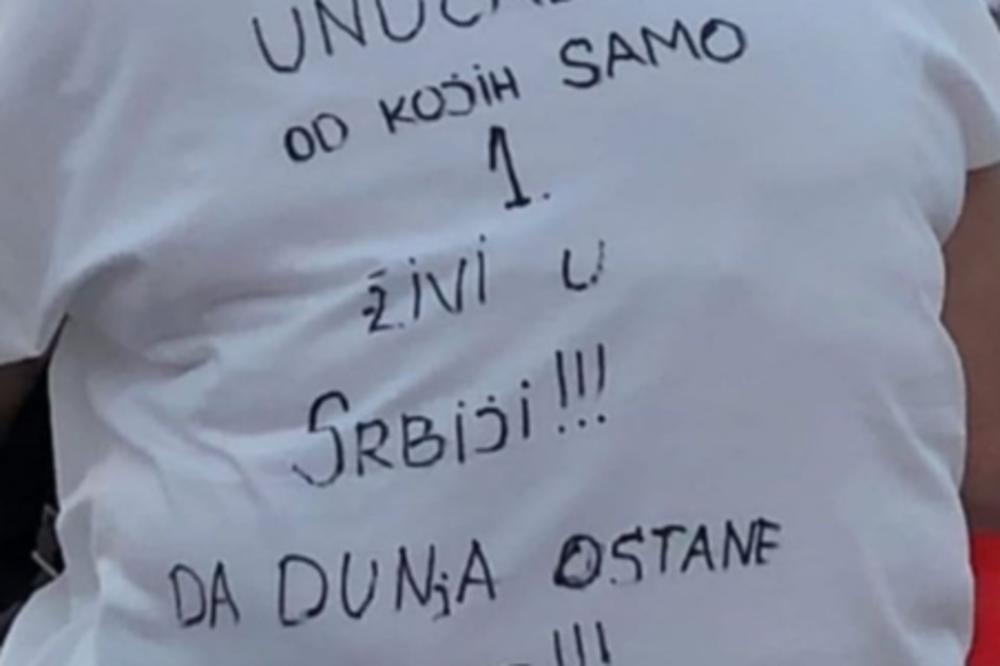 OD KOJIH SAMO
1.
ŽIVI U
SRBIJI!!!
DA DUNJA OSTANE
!!!